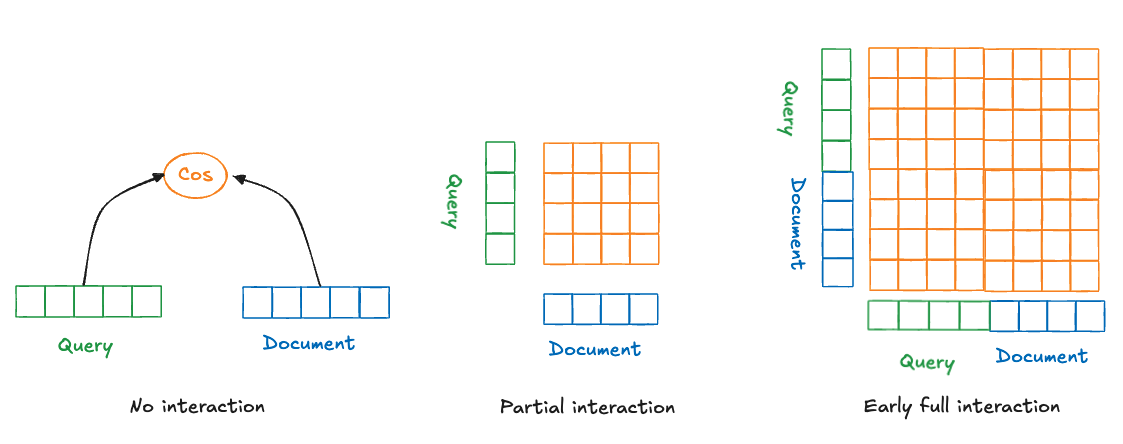 Cos
Query
Document
No interaction
Query
Document
Partial interaction
Query
Document
Query
Document
Early full interaction